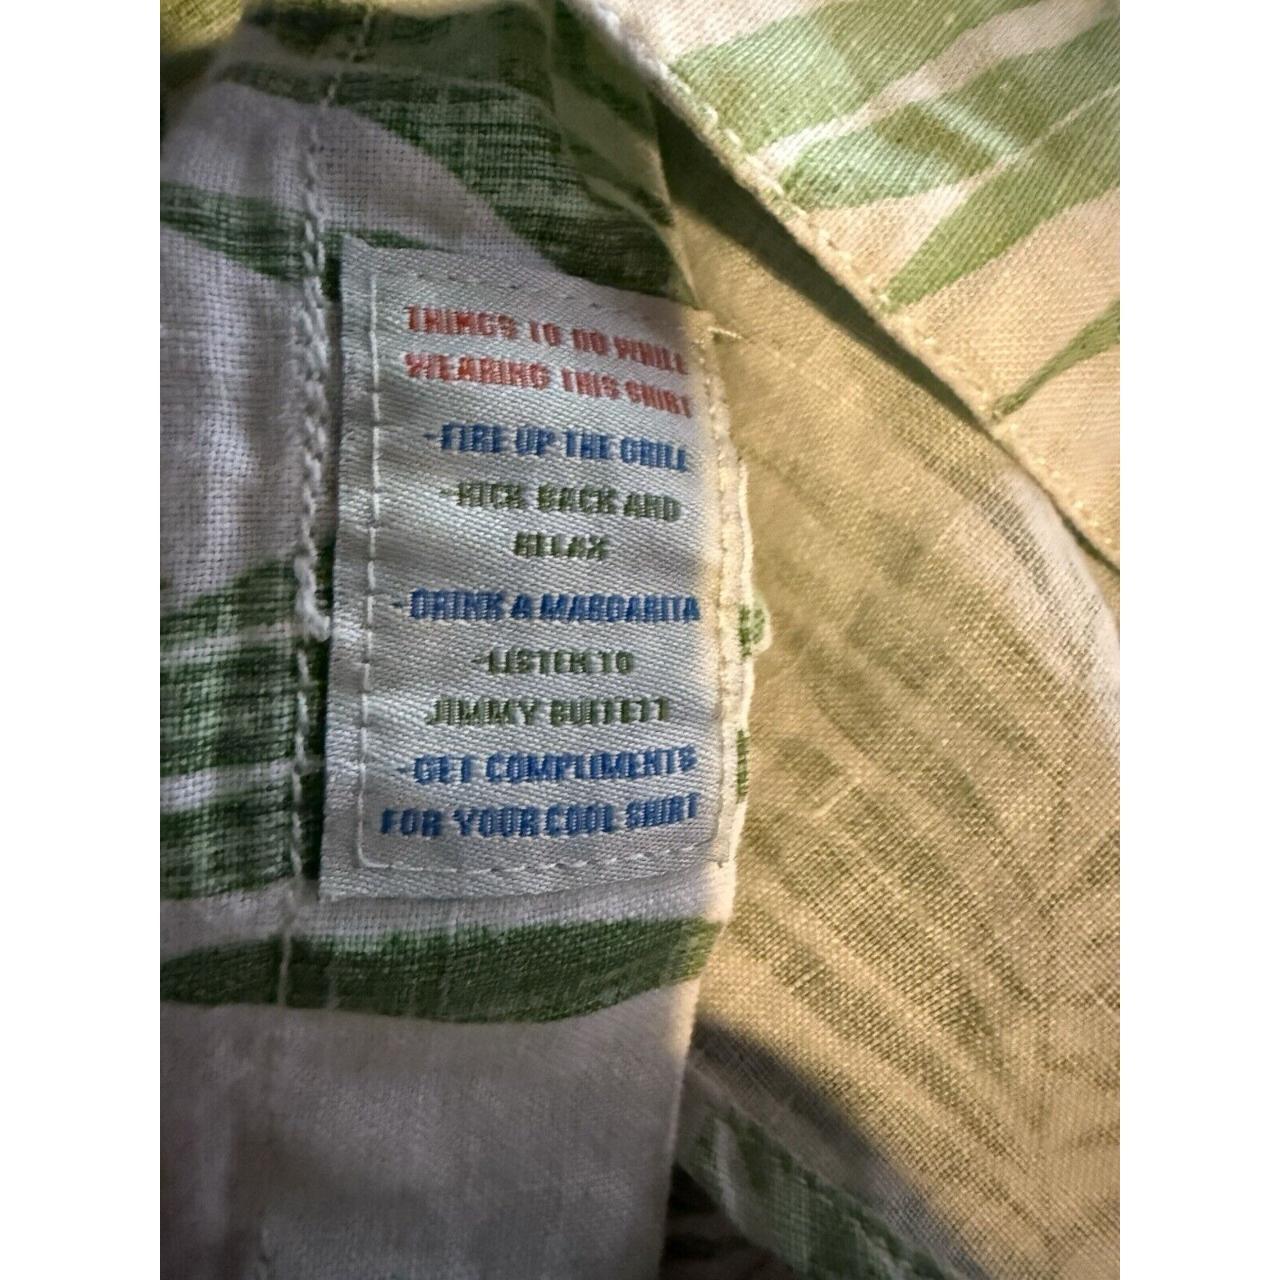 THINGS TO DO WHILE
WEARING THIS SHIRT
-FIRE UP THE GRILL
-KICK BACK AND
RELAX
-DRINK A MARGARITA
-LISTEN TO
JIMMY BUFFETT
-GET COMPLIMENTS
FOR YOUR COOL SHIRT